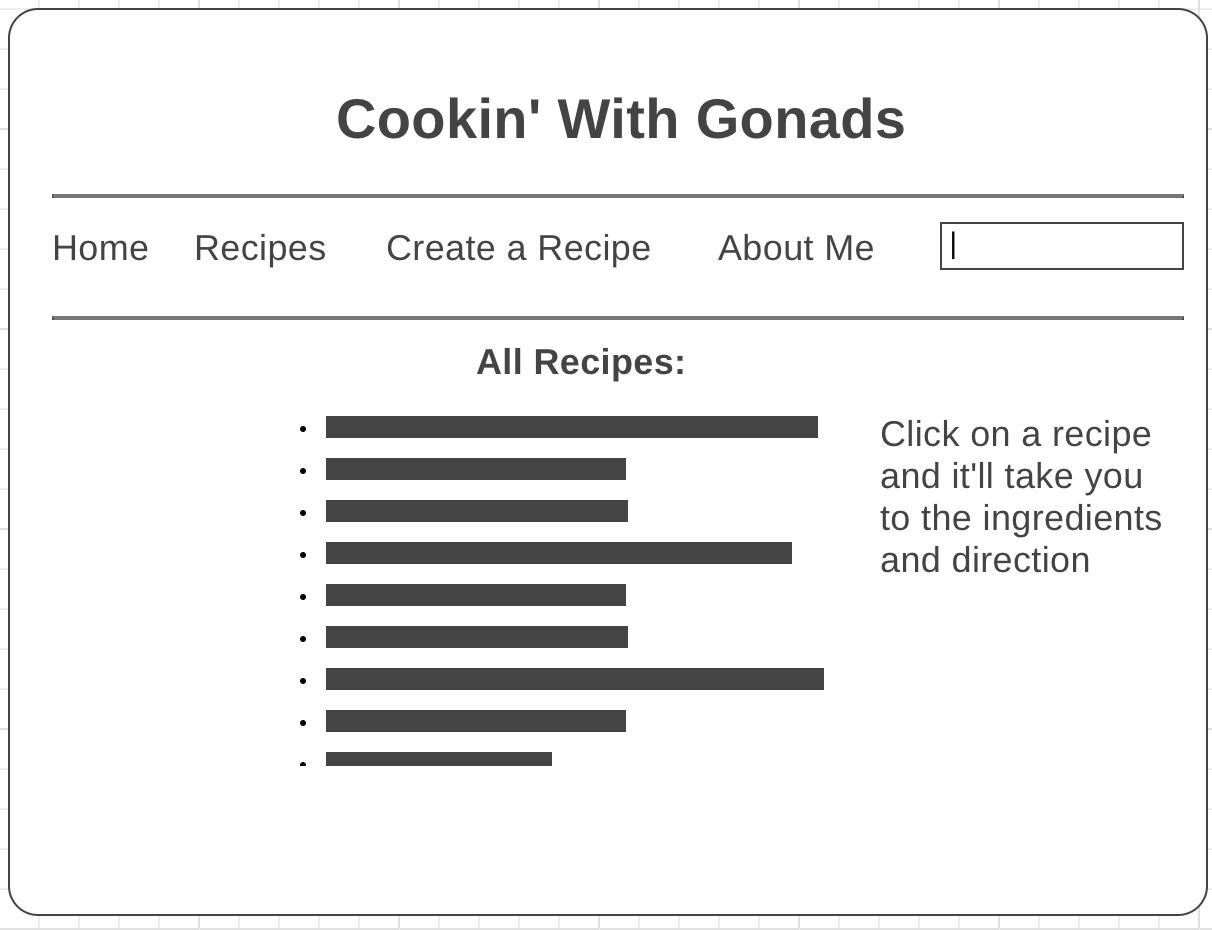 Cookin' With Gonads
Home Recipes Create a Recipe About Me
All Recipes:
Click on a recipe
and it'll take you
to the ingredients
and direction